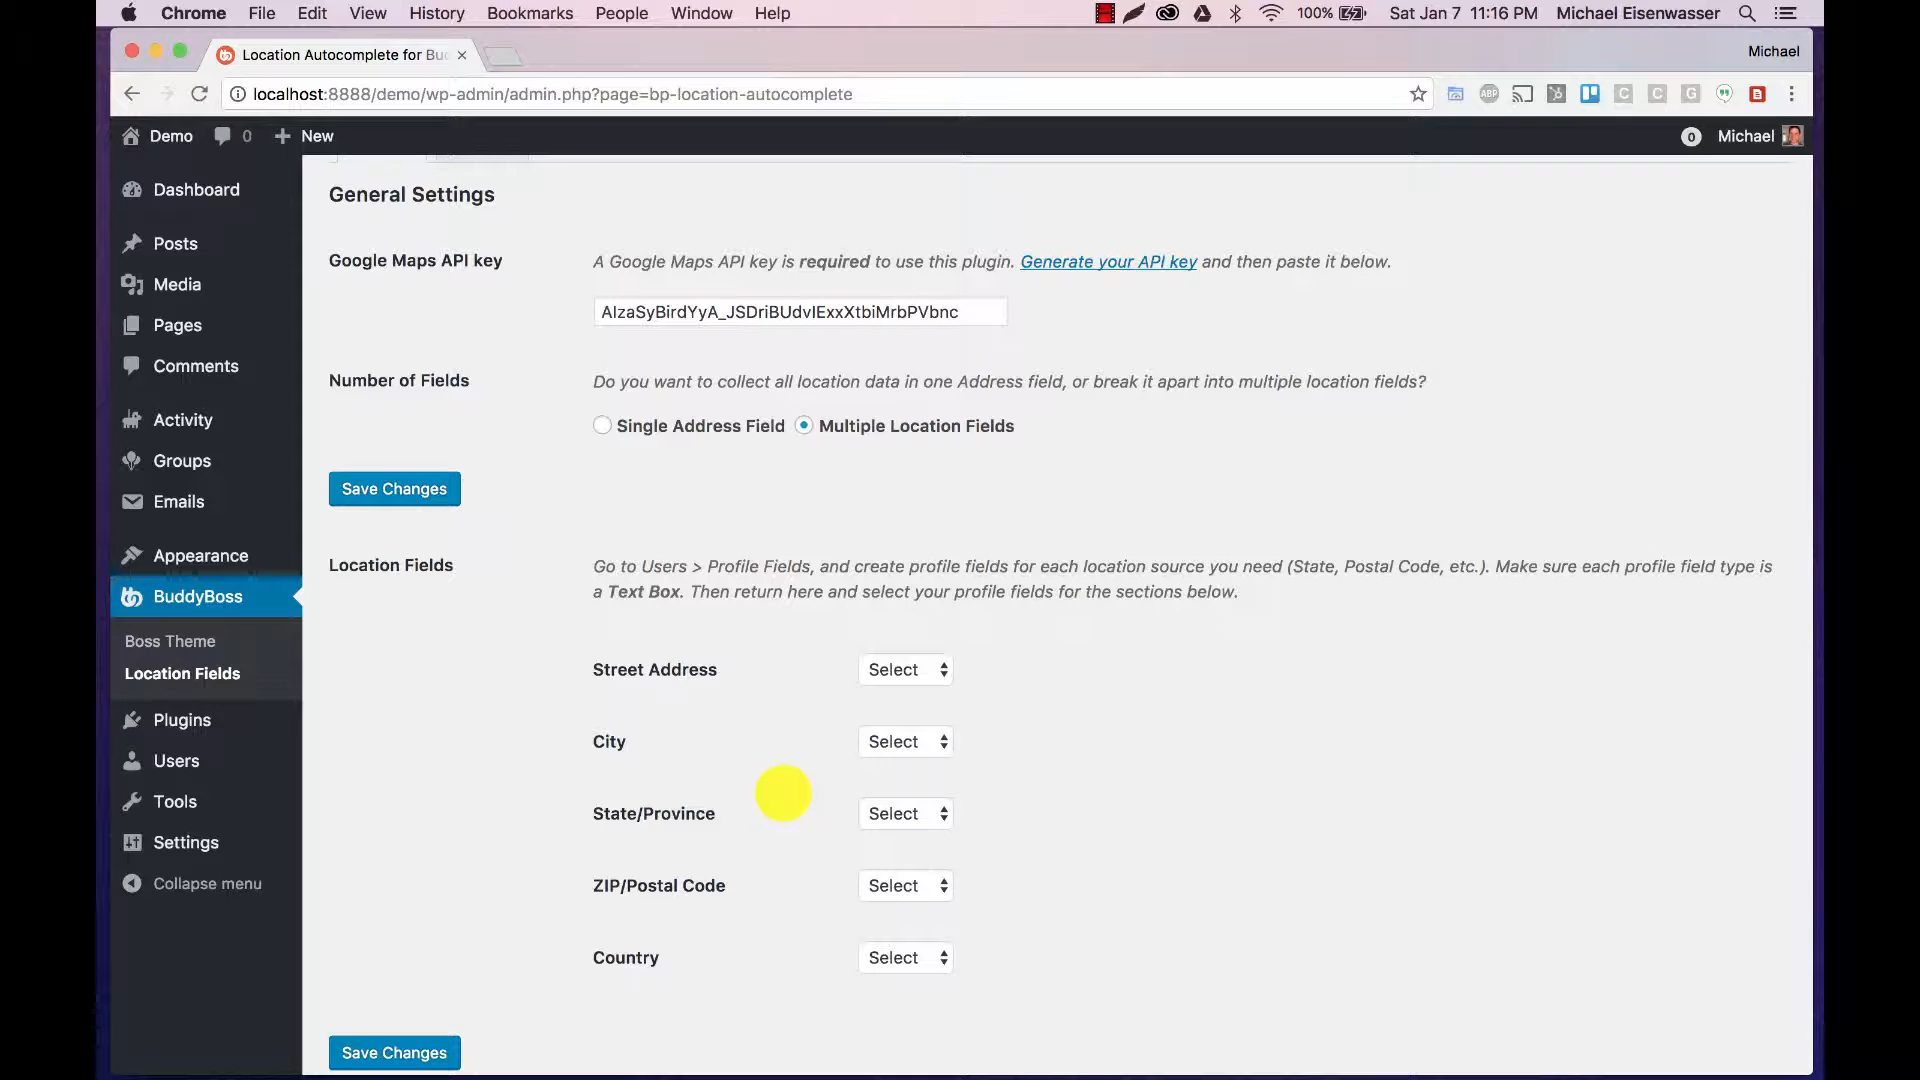 Chrome File Edit View History Bookmarks People Window Help 100% Sat Jan 7 11:16 PM Michael Eisenwasser
Location Autocomplete for Bu Michael
localhost:8888/demo/wp-admin/admin.php?page=bp-location-autocomplete ABP C C G
Demo 0 New 0 Michael
Dashboard
Posts
Media
Pages
Comments
Activity
Groups
Emails
Appearance
BuddyBoss
Boss Theme
Location Fields
Plugins
Users
Tools
Settings
Collapse menu
General Settings
Google Maps API key A Google Maps API key is required to use this plugin. Generate your API key and then paste it below.
AIzaSyBirdYyA_JSDriBUdvIExxXtbiMrbPVbnc
Number of Fields Do you want to collect all location data in one Address field, or break it apart into multiple location fields?
Single Address Field Multiple Location Fields
Save Changes
Location Fields Go to Users > Profile Fields, and create profile fields for each location source you need (State, Postal Code, etc.). Make sure each profile field type is
a Text Box. Then return here and select your profile fields for the sections below.
Street Address Select
City Select
State/Province Select
ZIP/Postal Code Select
Country Select
Save Changes